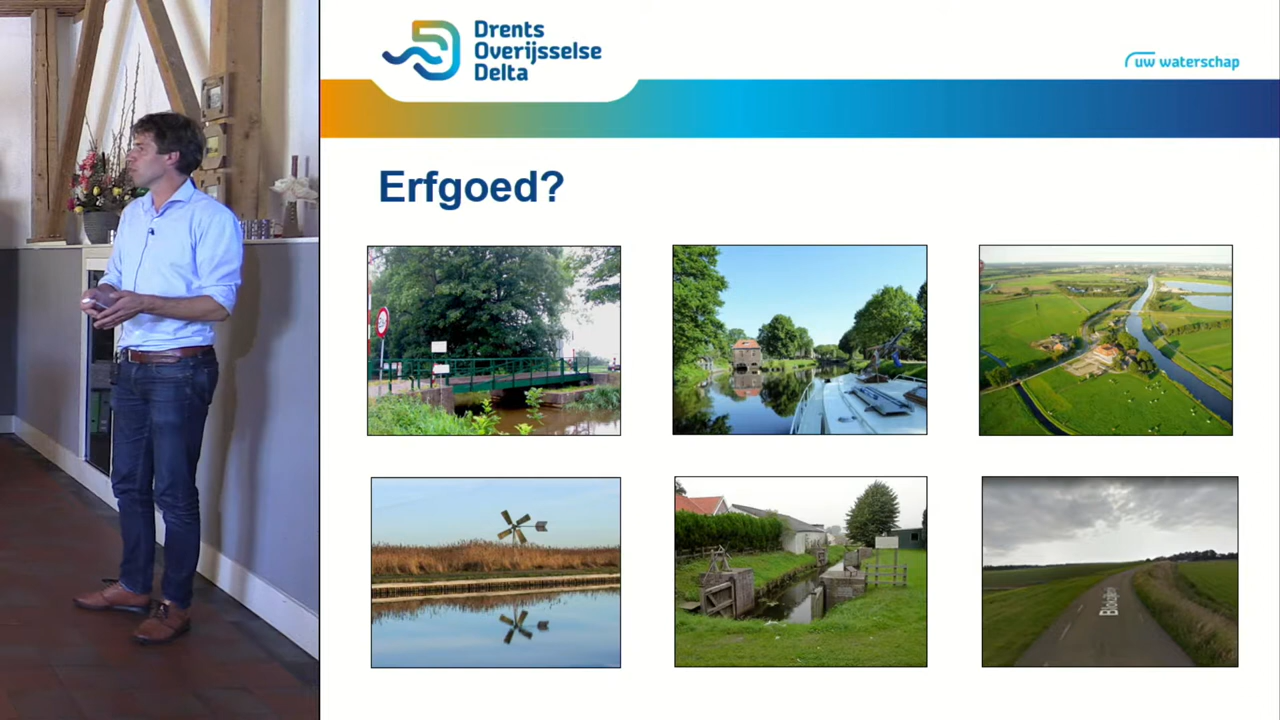 Drents
Overijsselse
Delta
uw waterschap
Erfgoed?